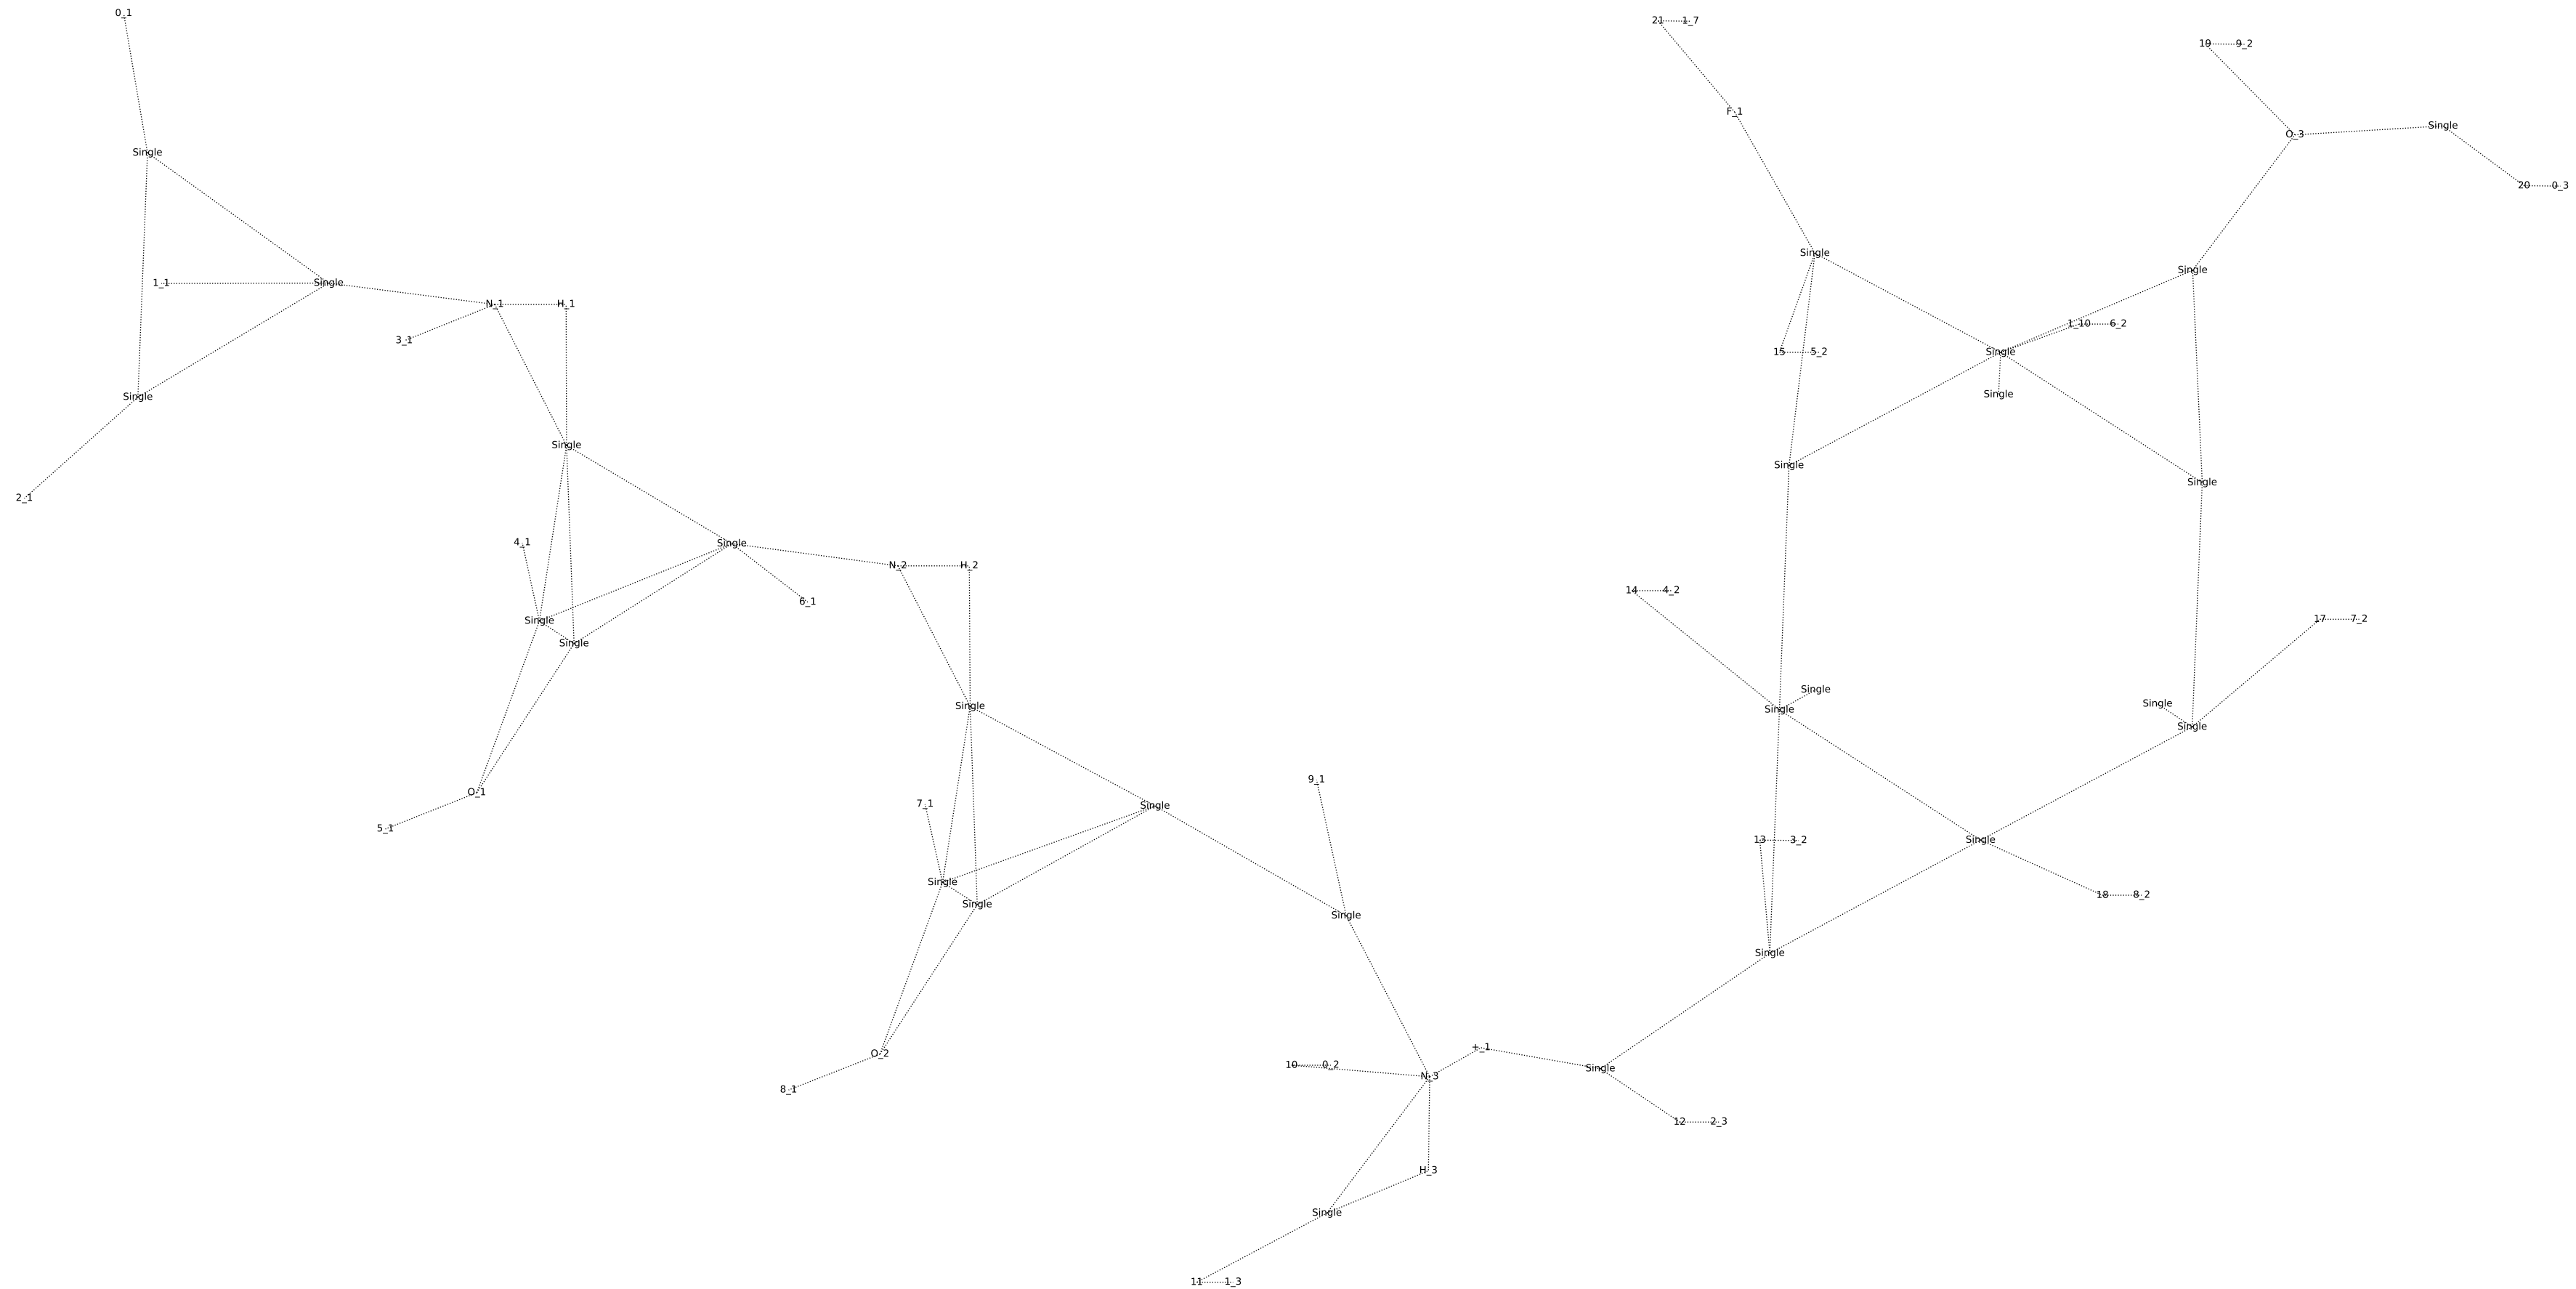 0_1
21 1_7
19 9_2
F_1
Single
O_3
Single
20 0_3
Single
Single
1_1
Single
N_1
H_1
1_10 6_2
3_1
15 5_2
Single
Single
Single
Single
Single
Single
2_1
4_1
Single
N_2
H_2
14 4_2
6_1
Single
17 7_2
Single
Single
Single
Single
Single
Single
9_1
O_1
7_1
Single
5_1
13 3_2
Single
Single
18 8_2
Single
Single
Single
+_1
O_2
10 0_2
Single
N_3
8_1
12 2_3
H_3
Single
11 1_3